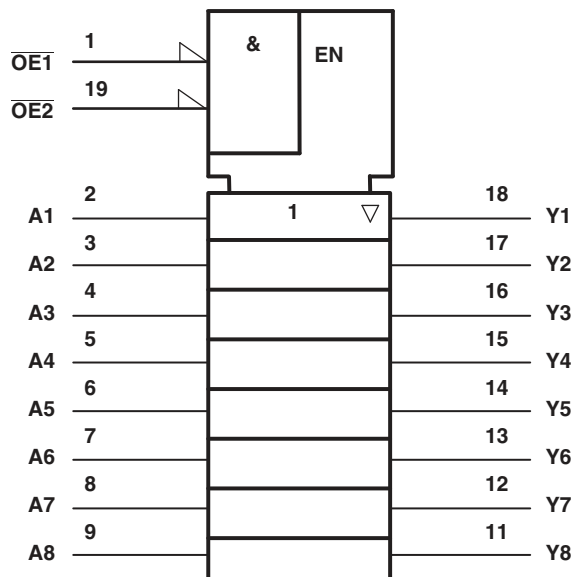 1
& EN
OE1
19
OE2
2 18
A1 1 Y1
3 17
A2 Y2
4 16
A3 Y3
5 15
A4 Y4
6 14
A5 Y5
7 13
A6 Y6
8 12
A7 Y7
9 11
A8 Y8